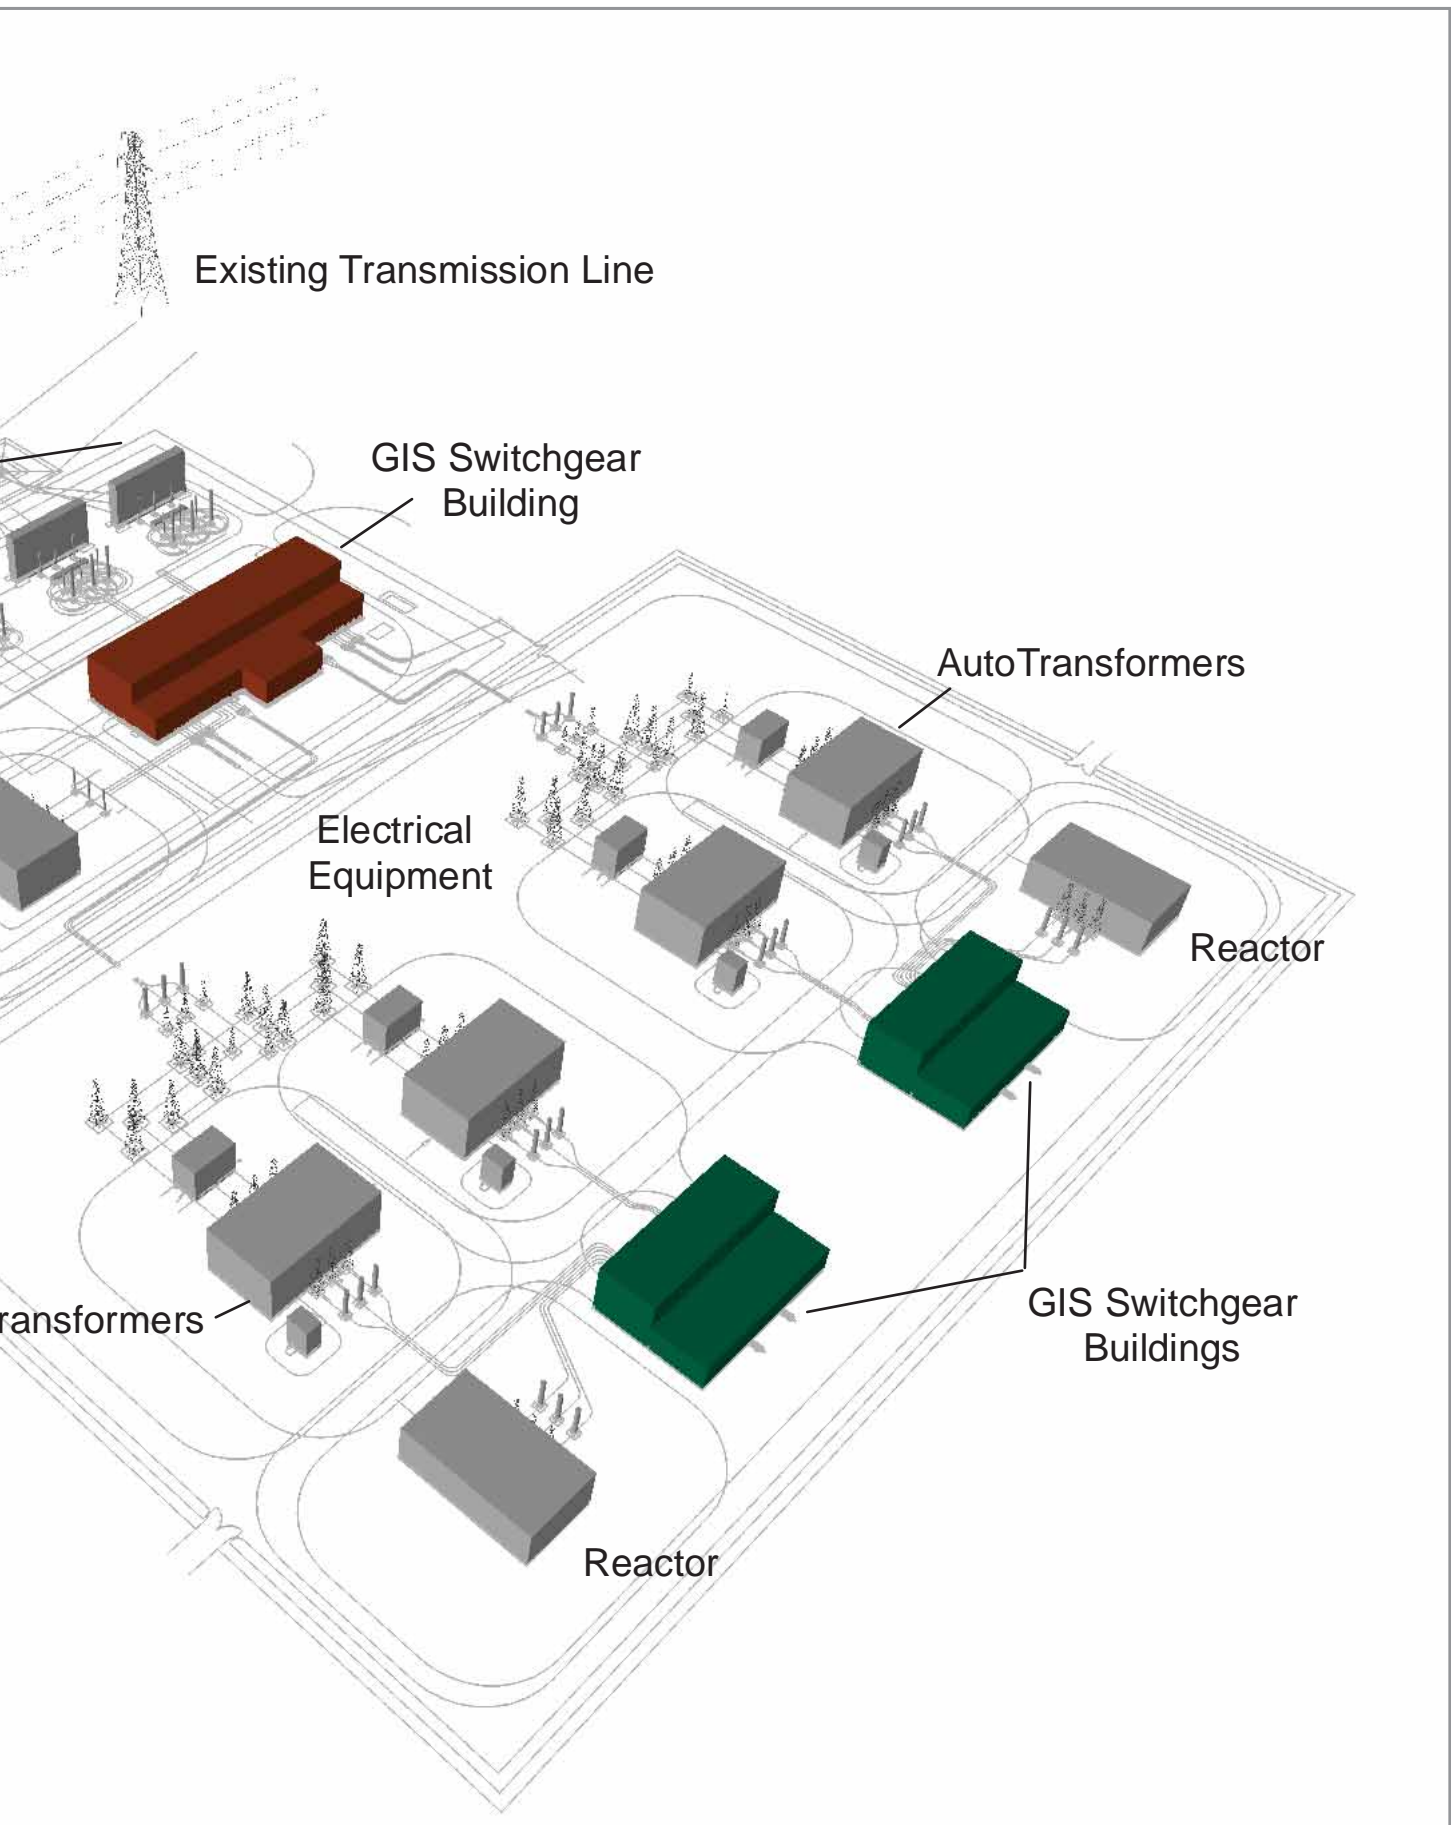 Existing Transmission Line
GIS Switchgear
Building
AutoTransformers
Electrical
Equipment
Reactor
GIS Switchgear
Buildings
ransformers
Reactor